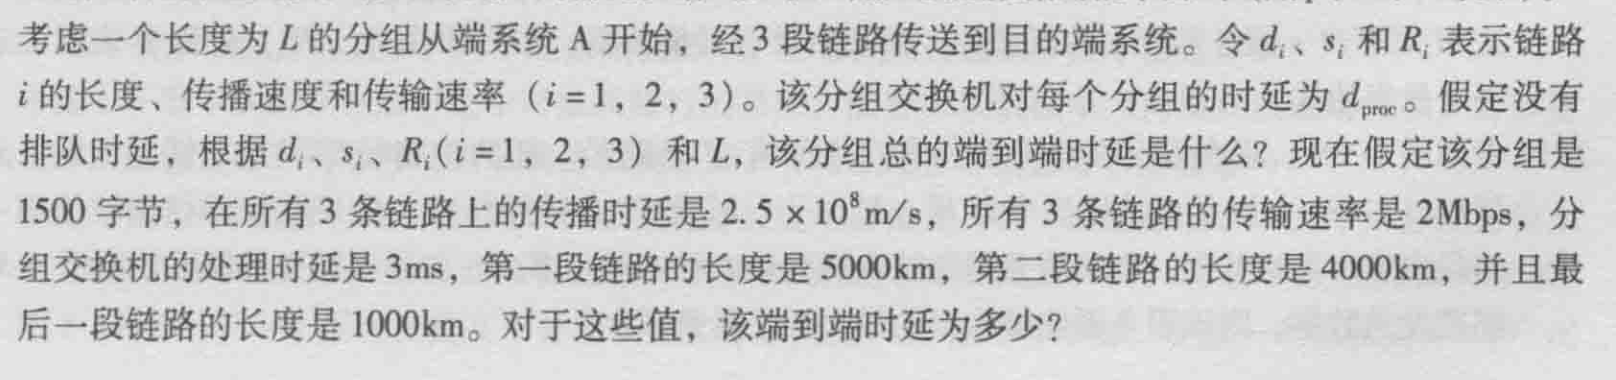 考虑一个长度为 L 的分组从端系统 A 开始，经 3 段链路传送到目的端系统。令 dᵢ、sᵢ 和 Rᵢ 表示链路
i 的长度、传播速度和传输速率（i=1，2，3）。该分组交换机对每个分组的时延为 d_proc。假定没有
排队时延，根据 dᵢ、sᵢ、Rᵢ(i=1，2，3）和 L，该分组总的端到端时延是什么？现在假定该分组是
1500 字节，在所有 3 条链路上的传播时延是 2.5×10⁸m/s，所有 3 条链路的传输速率是 2Mbps，分
组交换机的处理时延是 3ms，第一段链路的长度是 5000km，第二段链路的长度是 4000km，并且最
后一段链路的长度是 1000km。对于这些值，该端到端时延为多少？